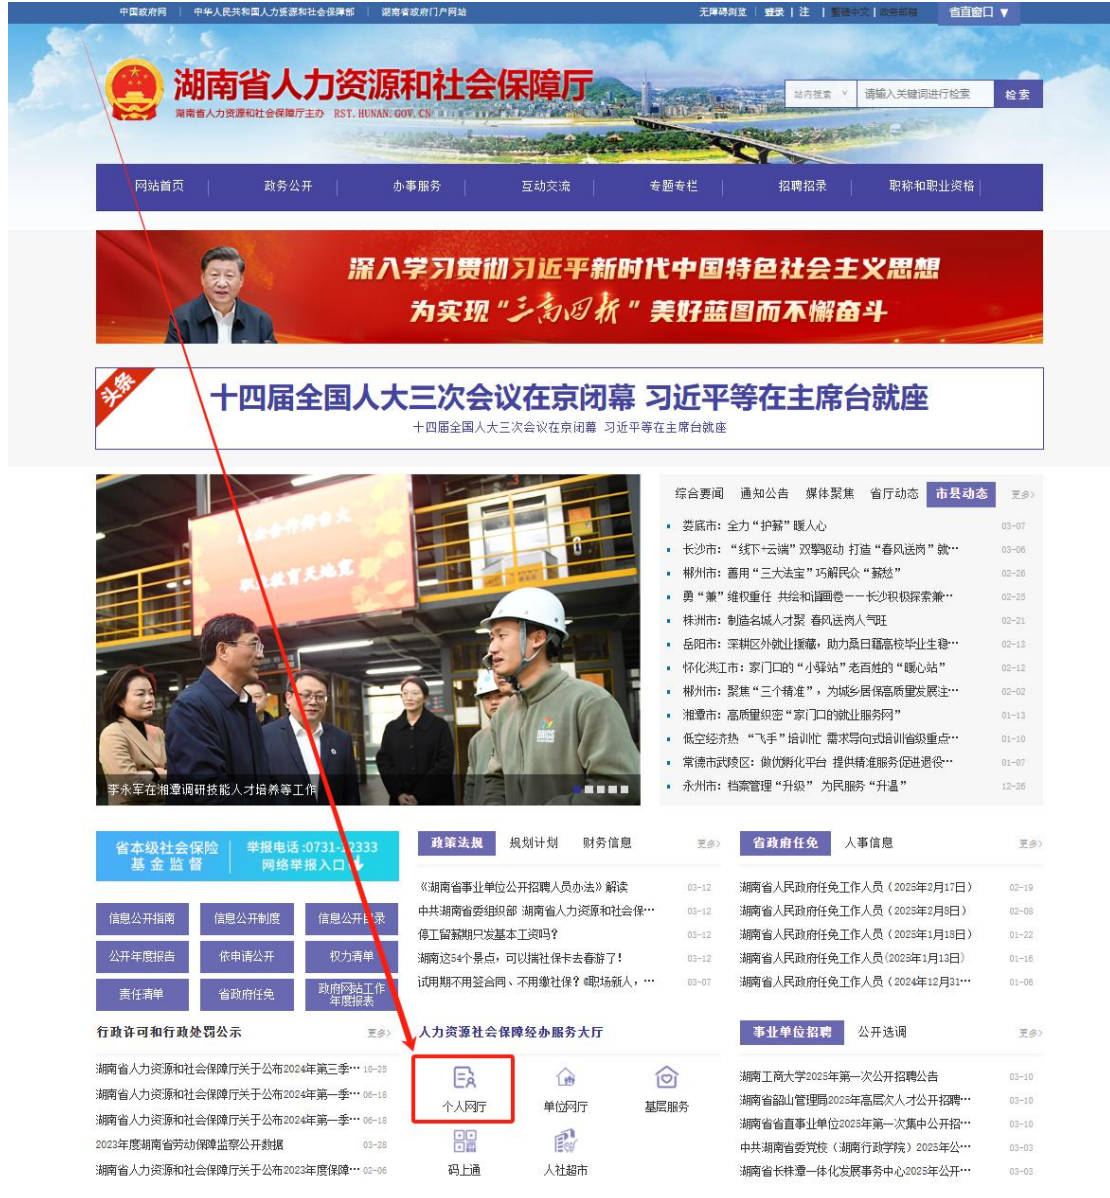 中国政府网 | 中华人民共和国人力资源和社会保障部 | 湖南省政府门户网站
无障碍浏览 | 登录 | 注 | 繁體中文 | 政务邮箱 省直窗口 ▼
湖南省人力资源和社会保障厅
湖南省人力资源和社会保障厅主办 RST.HUNAN.GOV.CN
站内搜索 请输入关键词进行检索 检索
网站首页 | 政务公开 | 办事服务 | 互动交流 | 专题专栏 | 招聘招录 | 职称和职业资格 |
深入学习贯彻习近平新时代中国特色社会主义思想
为实现“三高四新”美好蓝图而不懈奋斗
头条
十四届全国人大三次会议在京闭幕 习近平等在主席台就座
十四届全国人大三次会议在京闭幕 习近平等在主席台就座
李永军在湘潭调研技能人才培养等工作
综合要闻 通知公告 媒体聚焦 省厅动态 市县动态 更多>
娄底市：全力“护薪”暖人心 03-07
长沙市：“线下+云端”双擎驱动 打造“春风送岗”就… 03-06
郴州市：善用“三大法宝”巧解民众“薪愁” 02-26
勇“兼”维权重任 共绘和谐画卷——长沙积极探索兼… 02-25
株洲市：制造名城人才聚 春风送岗人气旺 02-21
岳阳市：深耕区外就业援藏，助力桑日籍高校毕业生稳… 02-13
怀化洪江市：家门口的“小驿站”老百姓的“暖心站” 02-12
郴州市：聚焦“三个精准”，为城乡居保高质量发展注… 02-02
湘潭市：高质量织密“家门口的就业服务网” 01-13
低空经济热 “飞手”培训忙 需求导向式培训省级重点… 01-10
常德市武陵区：做优孵化平台 提供精准服务促进退役… 01-07
永州市：档案管理“升级” 为民服务“升温” 12-26
省本级社会保险 举报电话:0731-12333
基金监督 网络举报入口
信息公开指南 信息公开制度 信息公开目录
公开年度报告 依申请公开 权力清单
责任清单 省政府任免 政府网站工作
年度报表
政策法规 规划计划 财务信息 更多>
《湖南省事业单位公开招聘人员办法》解读 03-12
中共湖南省委组织部 湖南省人力资源和社会保… 03-12
停工留薪期只发基本工资吗？ 03-12
湖南这54个景点，可以揣社保卡去春游了！ 03-12
试用期不用签合同、不用缴社保？@职场新人，… 03-07
省政府任免 人事信息 更多>
湖南省人民政府任免工作人员（2025年2月17日） 02-19
湖南省人民政府任免工作人员（2025年2月8日） 02-08
湖南省人民政府任免工作人员（2025年1月18日） 01-22
湖南省人民政府任免工作人员（2025年1月13日） 01-16
湖南省人民政府任免工作人员（2024年12月31… 01-06
行政许可和行政处罚公示 更多>
湖南省人力资源和社会保障厅关于公布2024年第三季… 10-25
湖南省人力资源和社会保障厅关于公布2024年第一季… 06-18
湖南省人力资源和社会保障厅关于公布2024年第一季… 06-18
2023年度湖南省劳动保障监察公开数据 03-28
湖南省人力资源和社会保障厅关于公布2023年度保障… 02-06
人力资源社会保障经办服务大厅
个人网厅 单位网厅 基层服务
码上通 人社超市
事业单位招聘 公开选调 更多>
湖南工商大学2025年第一次公开招聘公告 03-10
湖南省韶山管理局2025年高层次人才公开招聘… 03-10
湖南省省直事业单位2025年第一次集中公开招… 03-10
中共湖南省委党校（湖南行政学院）2025年公… 03-03
湖南省长株潭一体化发展事务中心2025年公开… 03-03